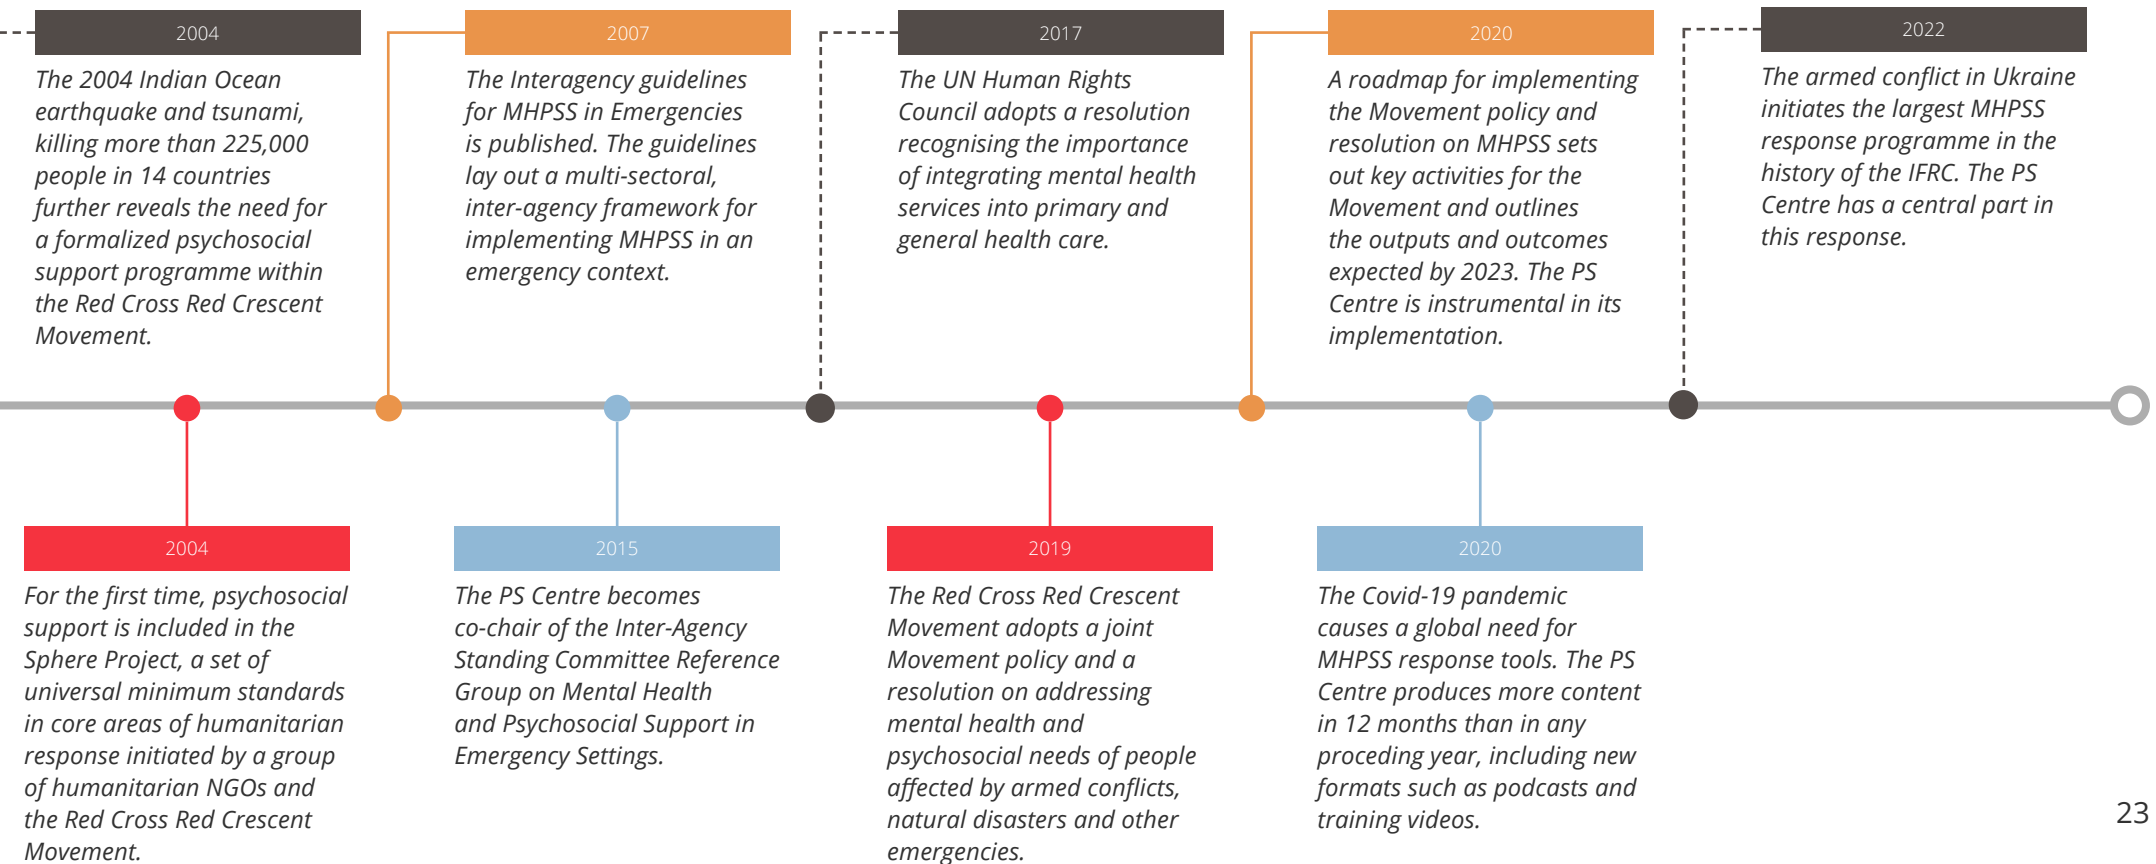 2004
The 2004 Indian Ocean
earthquake and tsunami,
killing more than 225,000
people in 14 countries
further reveals the need for
a formalized psychosocial
support programme within
the Red Cross Red Crescent
Movement.
2007
The Interagency guidelines
for MHPSS in Emergencies
is published. The guidelines
lay out a multi-sectoral,
inter-agency framework for
implementing MHPSS in an
emergency context.
2017
The UN Human Rights
Council adopts a resolution
recognising the importance
of integrating mental health
services into primary and
general health care.
2020
A roadmap for implementing
the Movement policy and
resolution on MHPSS sets
out key activities for the
Movement and outlines
the outputs and outcomes
expected by 2023. The PS
Centre is instrumental in its
implementation.
2022
The armed conflict in Ukraine
initiates the largest MHPSS
response programme in the
history of the IFRC. The PS
Centre has a central part in
this response.
2004
For the first time, psychosocial
support is included in the
Sphere Project, a set of
universal minimum standards
in core areas of humanitarian
response initiated by a group
of humanitarian NGOs and
the Red Cross Red Crescent
Movement.
2015
The PS Centre becomes
co-chair of the Inter-Agency
Standing Committee Reference
Group on Mental Health
and Psychosocial Support in
Emergency Settings.
2019
The Red Cross Red Crescent
Movement adopts a joint
Movement policy and a
resolution on addressing
mental health and
psychosocial needs of people
affected by armed conflicts,
natural disasters and other
emergencies.
2020
The Covid-19 pandemic
causes a global need for
MHPSS response tools. The PS
Centre produces more content
in 12 months than in any
proceding year, including new
formats such as podcasts and
training videos.
23